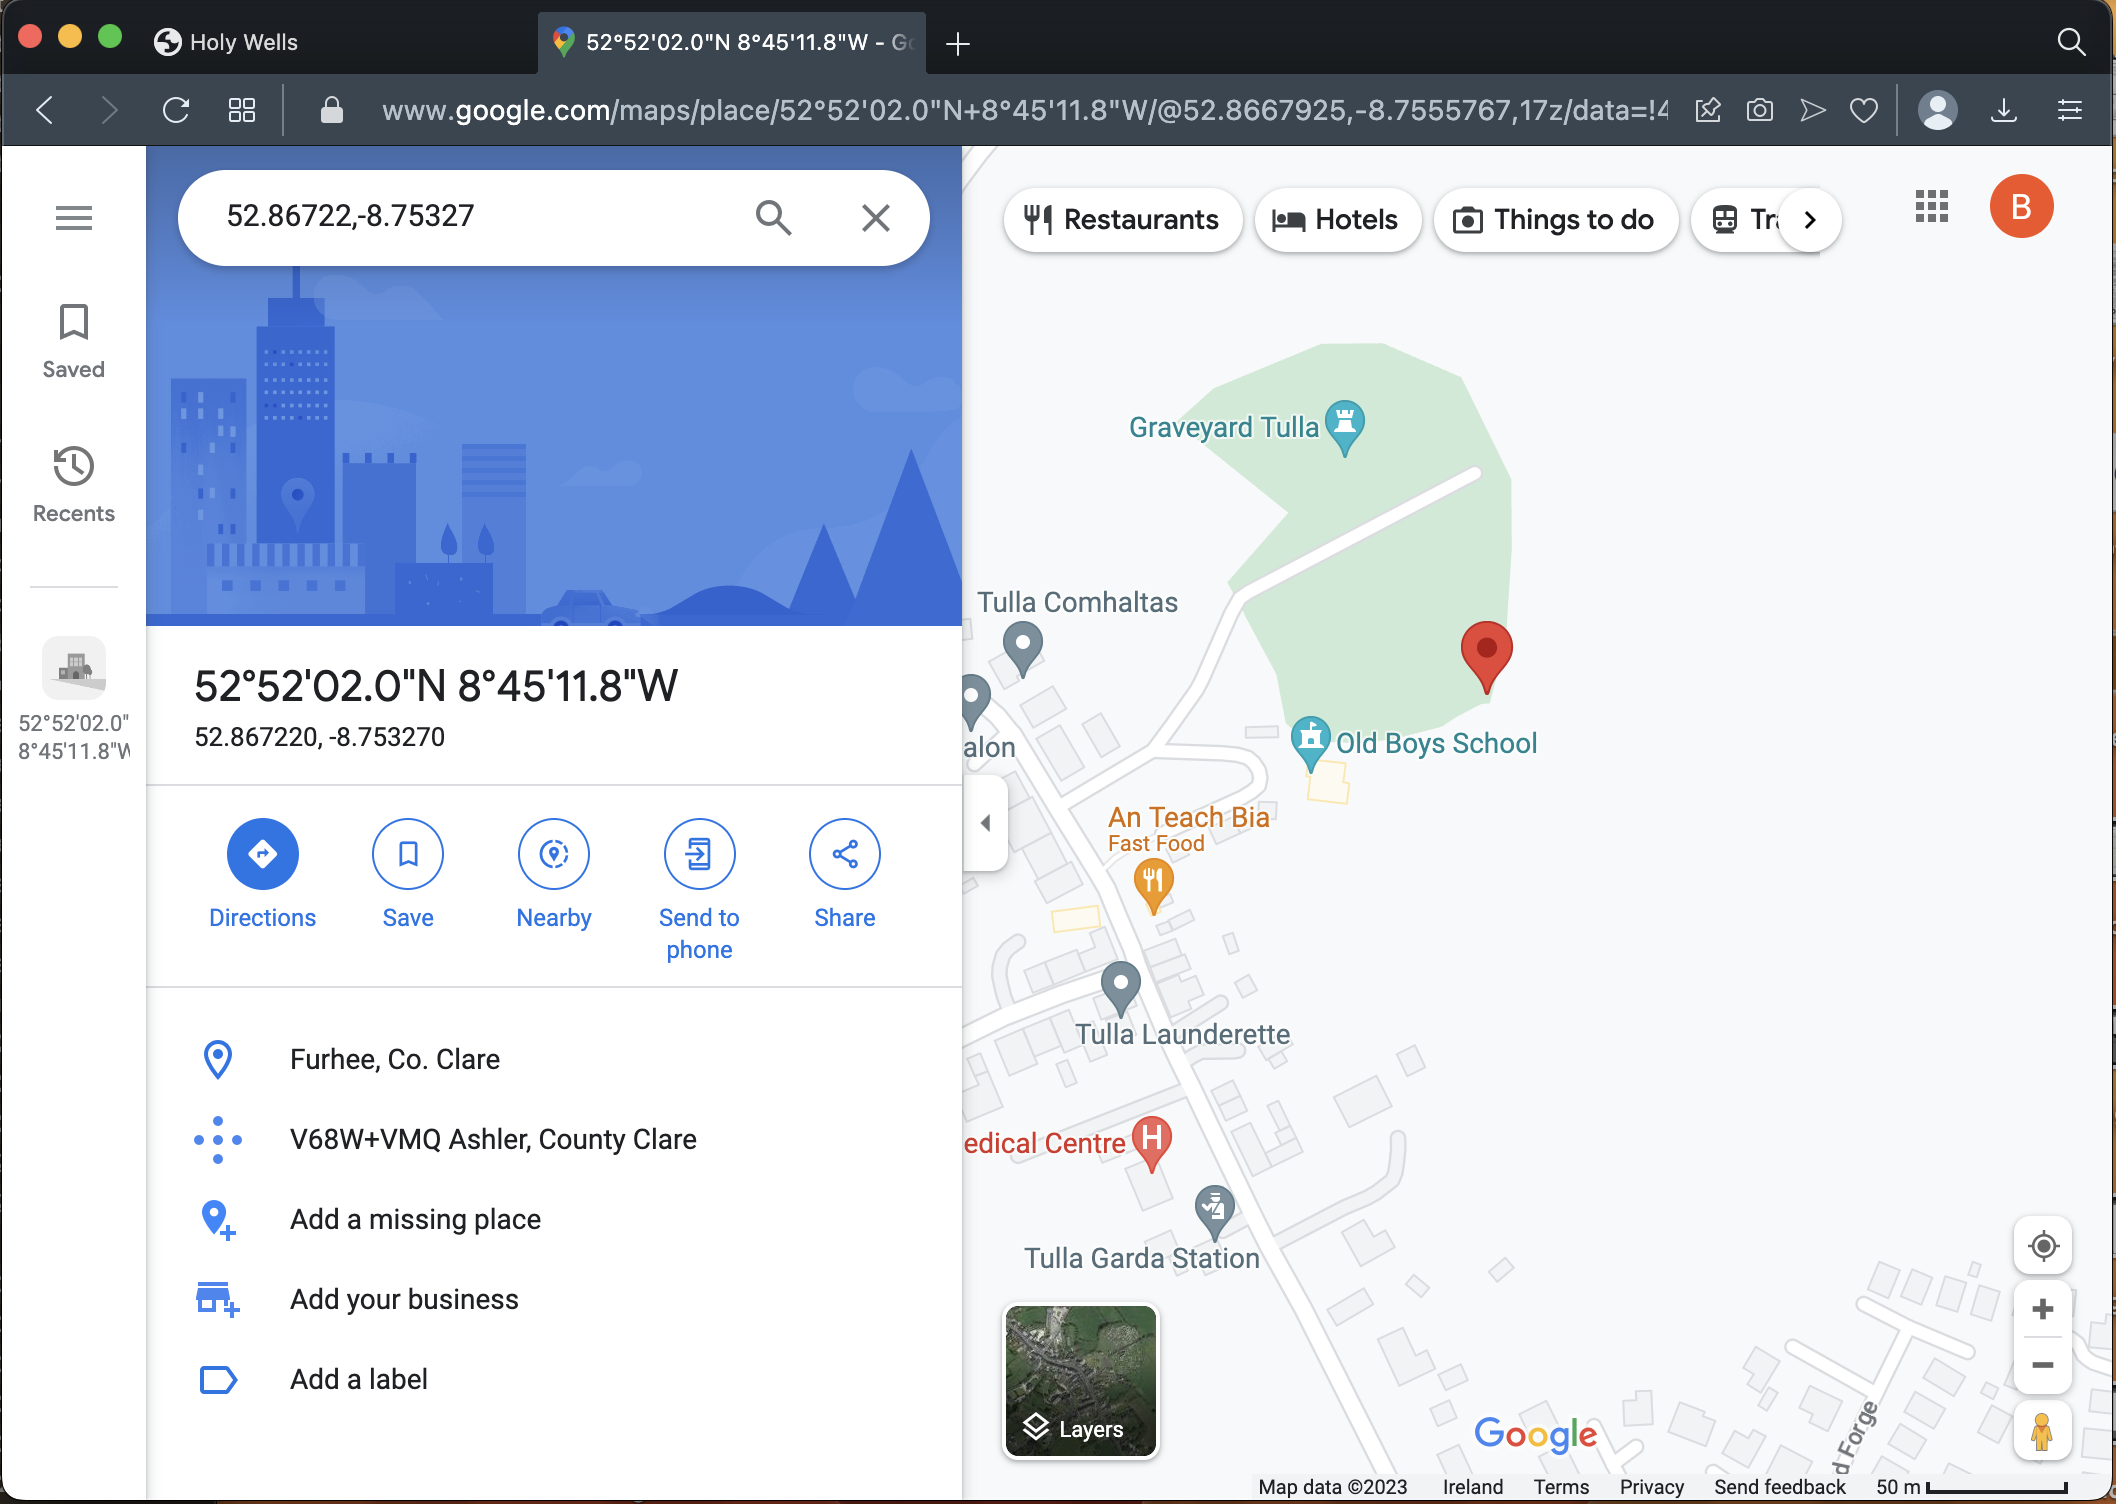 Holy Wells
52°52'02.0"N 8°45'11.8"W - Go
www.google.com/maps/place/52°52'02.0"N+8°45'11.8"W/@52.8667925,-8.7555767,17z/data=!4
52.86722,-8.75327
Saved
Recents
52°52'02.0"
8°45'11.8"W
52°52'02.0"N 8°45'11.8"W
52.867220, -8.753270
Directions
Save
Nearby
Send to
phone
Share
Furhee, Co. Clare
V68W+VMQ Ashler, County Clare
Add a missing place
Add your business
Add a label
Restaurants
Hotels
Things to do
Tr
B
Graveyard Tulla
Tulla Comhaltas
alon
Old Boys School
An Teach Bia
Fast Food
Tulla Launderette
edical Centre
H
Tulla Garda Station
Layers
Google
d Forge
Map data ©2023 Ireland Terms Privacy Send feedback 50 m